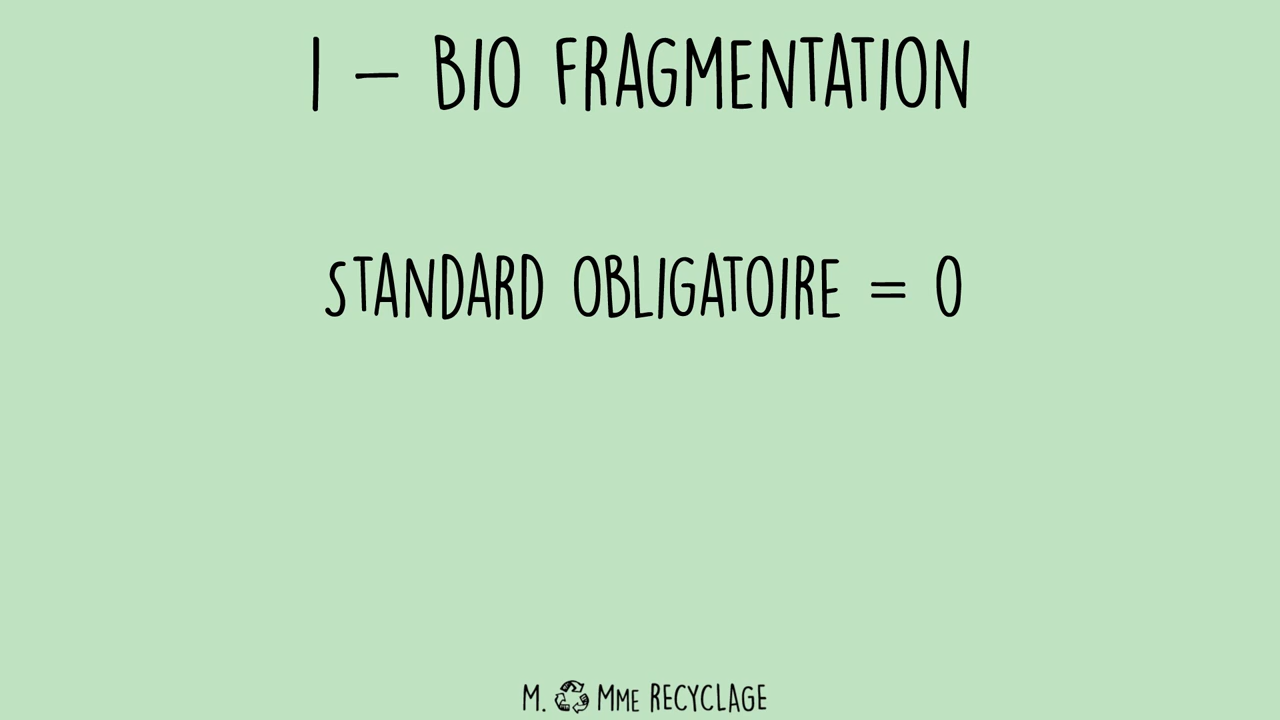 1 – BIO FRAGMENTATION
STANDARD OBLIGATOIRE = 0
M. MME RECYCLAGE